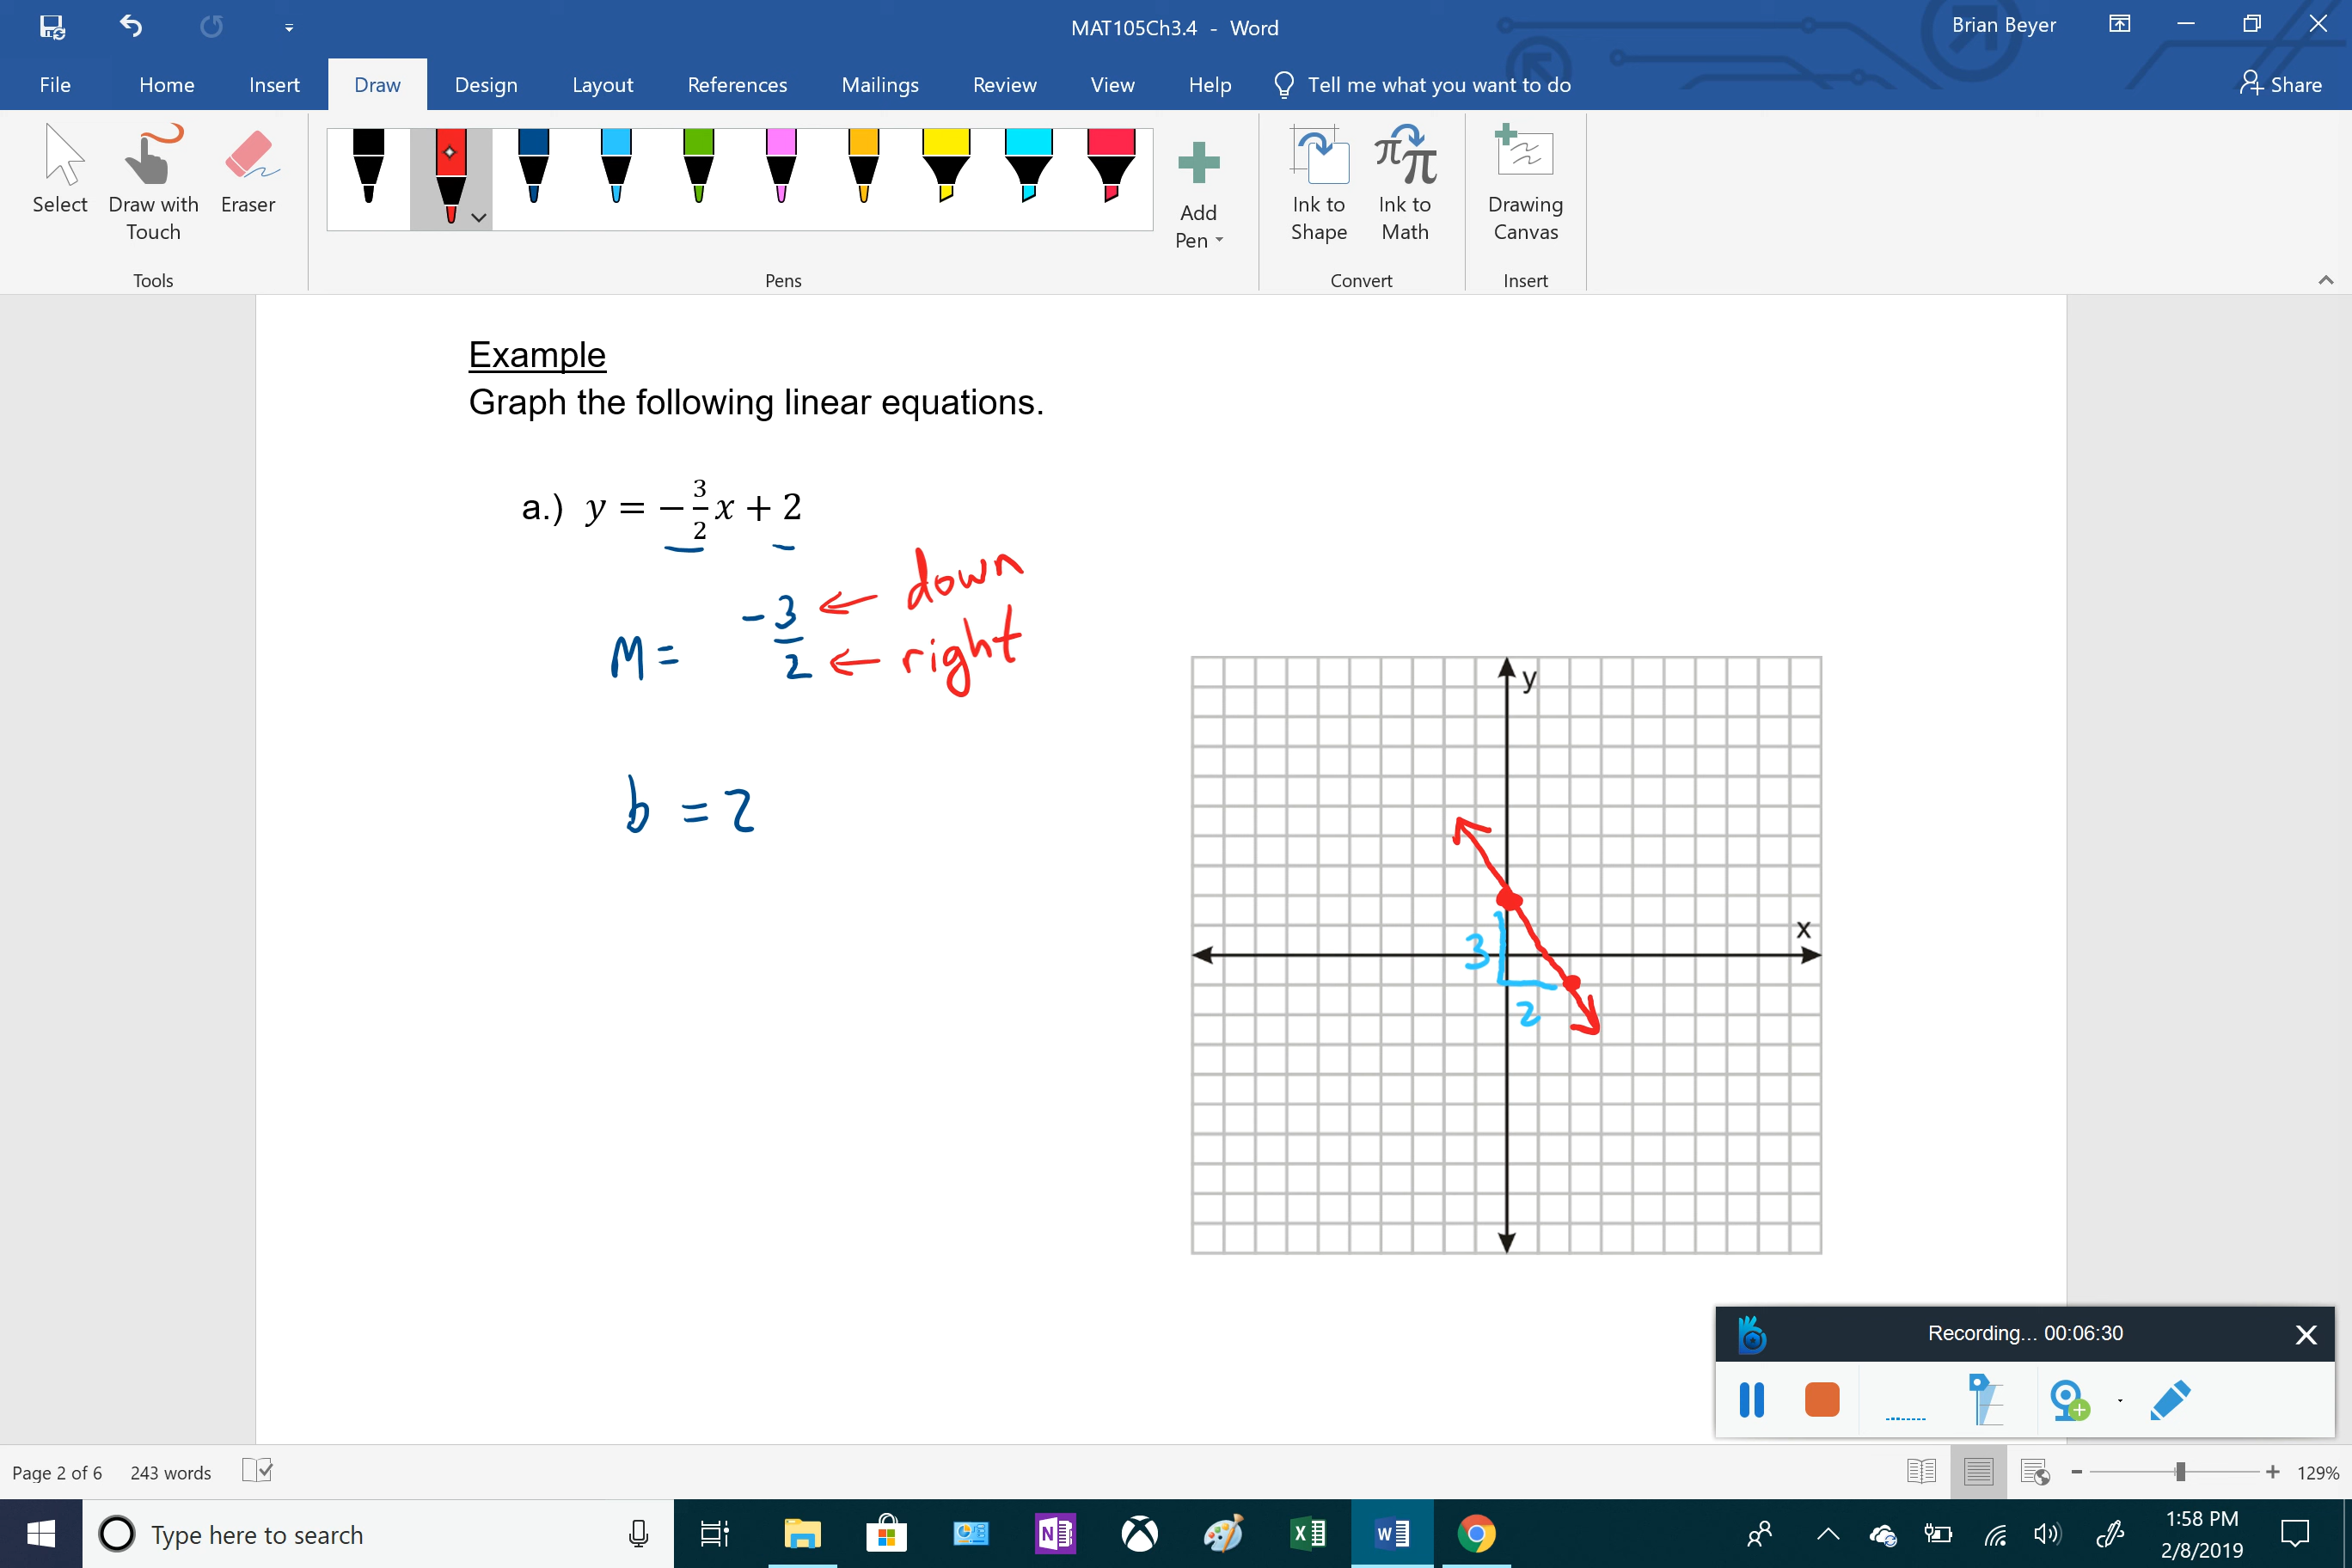 MAT105Ch3.4 - Word
Brian Beyer
File Home Insert Draw Design Layout References Mailings Review View Help Tell me what you want to do Share
Select Draw with Touch Eraser
Add Pen
Ink to Shape Ink to Math
Drawing Canvas
Tools Pens Convert Insert
Example
Graph the following linear equations.
a.) y = -3/2 x + 2
down
M = -3/2
right
b = 2
y
x
3
2
Recording... 00:06:30
Page 2 of 6 243 words
129%
Type here to search
1:58 PM
2/8/2019